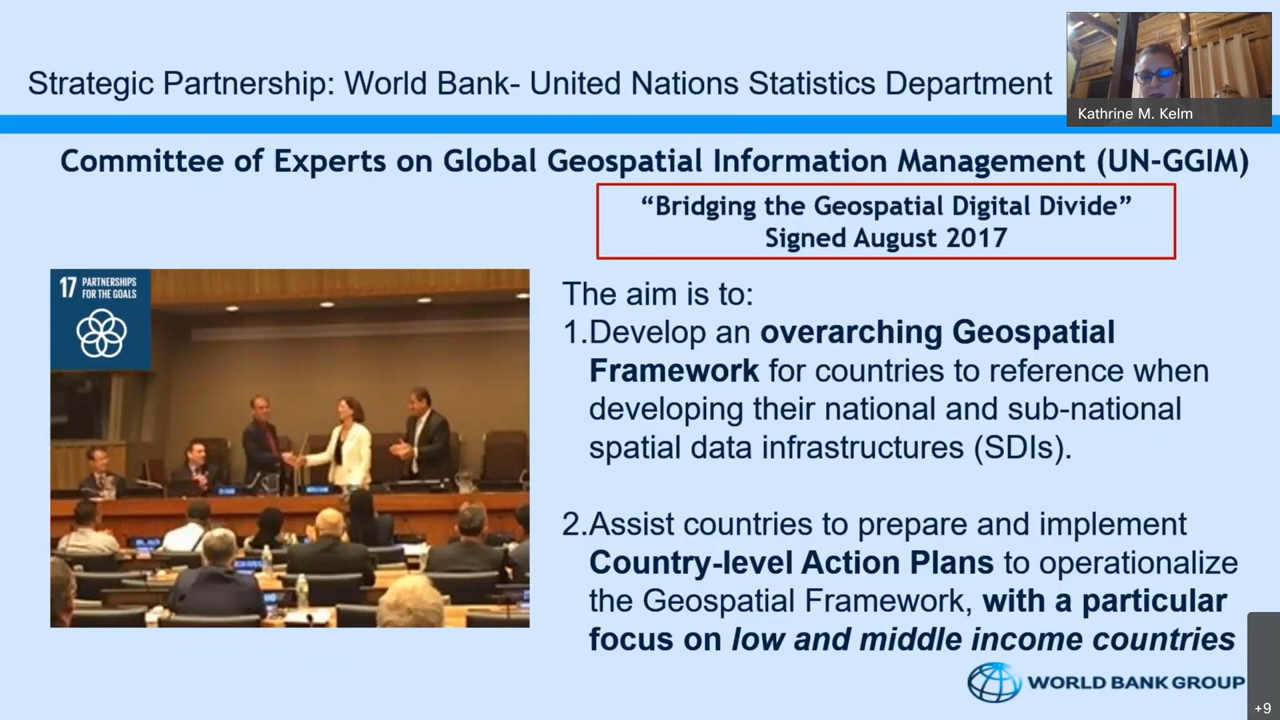 Strategic Partnership: World Bank- United Nations Statistics Department
Kathrine M. Kelm
Committee of Experts on Global Geospatial Information Management (UN-GGIM)
“Bridging the Geospatial Digital Divide”
Signed August 2017
17 PARTNERSHIPS
FOR THE GOALS
The aim is to:
1.Develop an overarching Geospatial
Framework for countries to reference when
developing their national and sub-national
spatial data infrastructures (SDIs).
2.Assist countries to prepare and implement
Country-level Action Plans to operationalize
the Geospatial Framework, with a particular
focus on low and middle income countries
WORLD BANK GROUP
+9